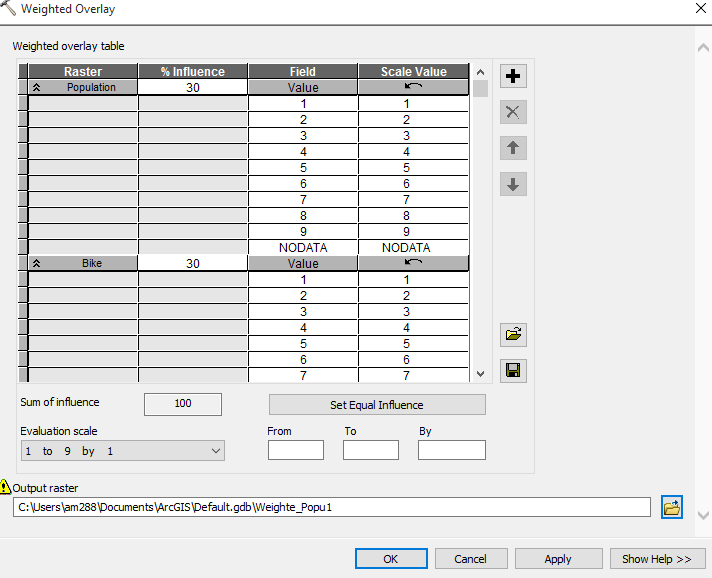 Weighted Overlay
Weighted overlay table
Raster % Influence Field Scale Value
Population 30 Value
1 1
2 2
3 3
4 4
5 5
6 6
7 7
8 8
9 9
NODATA NODATA
Bike 30 Value
1 1
2 2
3 3
4 4
5 5
6 6
7 7
Sum of influence 100 Set Equal Influence
Evaluation scale From To By
1 to 9 by 1
Output raster
C:\Users\am288\Documents\ArcGIS\Default.gdb\Weighte_Popu1
OK Cancel Apply Show Help >>